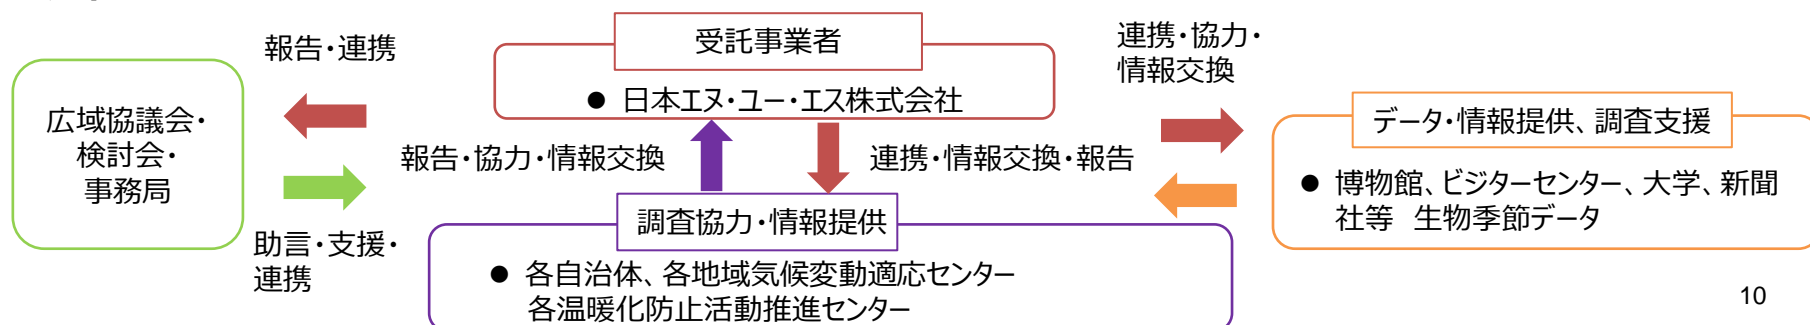 報告・連携
受託事業者
連携・協力・
情報交換
● 日本エヌ・ユー・エス株式会社
広域協議会・
検討会・
事務局
データ・情報提供、調査支援
報告・協力・情報交換
連携・情報交換・報告
● 博物館、ビジターセンター、大学、新聞
社等 生物季節データ
調査協力・情報提供
助言・支援・
連携
● 各自治体、各地域気候変動適応センター
各温暖化防止活動推進センター
10